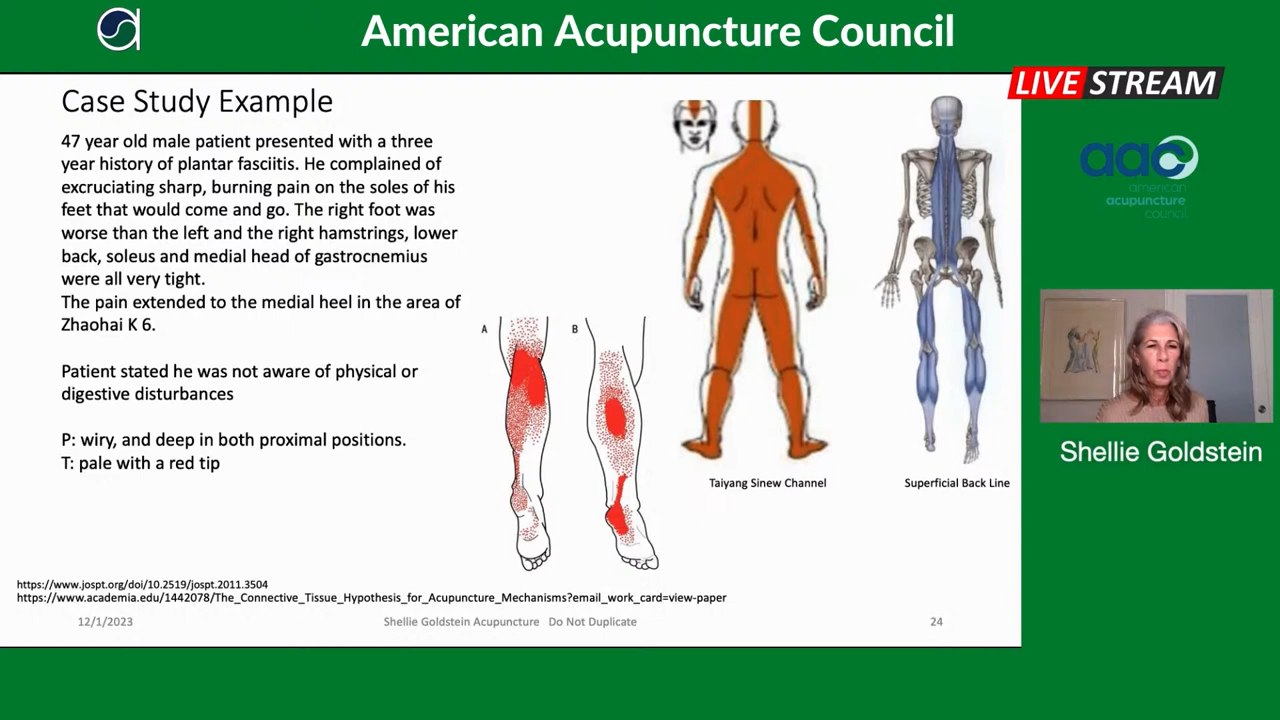 American Acupuncture Council
LIVE STREAM
Case Study Example
47 year old male patient presented with a three
year history of plantar fasciitis. He complained of
excruciating sharp, burning pain on the soles of his
feet that would come and go. The right foot was
worse than the left and the right hamstrings, lower
back, soleus and medial head of gastrocnemius
were all very tight.
The pain extended to the medial heel in the area of
Zhaohai K 6.
Patient stated he was not aware of physical or
digestive disturbances
P: wiry, and deep in both proximal positions.
T: pale with a red tip
A
B
Taiyang Sinew Channel
Superficial Back Line
https://www.jospt.org/doi/10.2519/jospt.2011.3504
https://www.academia.edu/1442078/The_Connective_Tissue_Hypothesis_for_Acupuncture_Mechanisms?email_work_card=view-paper
12/1/2023
Shellie Goldstein Acupuncture Do Not Duplicate
24
aac
american
acupuncture
council
Shellie Goldstein